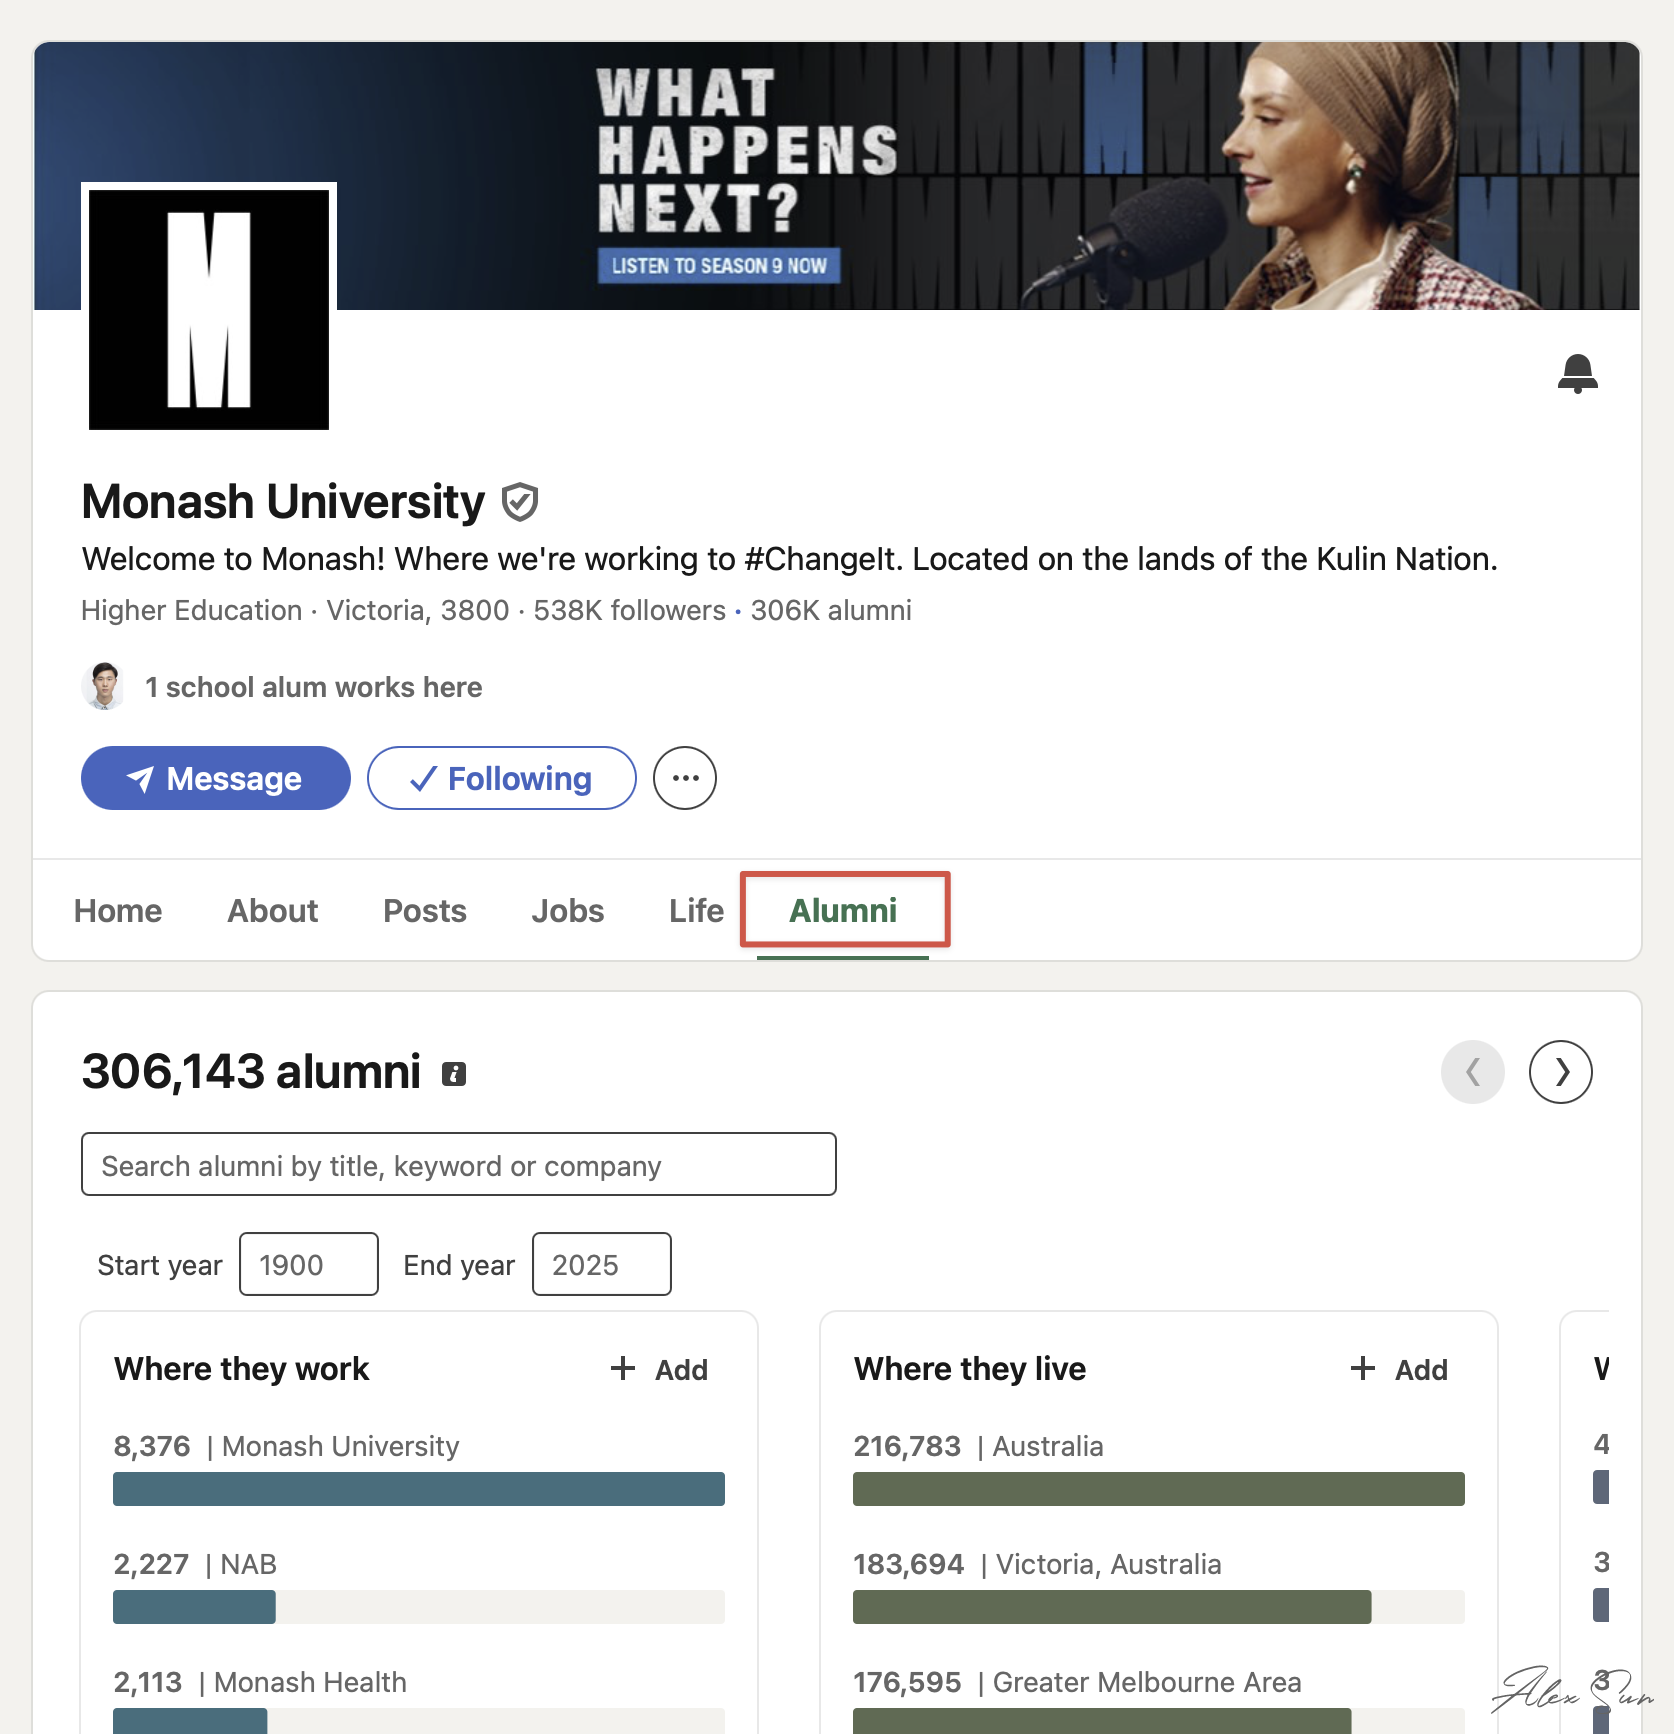 WHAT
HAPPENS
NEXT?
LISTEN TO SEASON 9 NOW
M
Monash University
Welcome to Monash! Where we're working to #ChangeIt. Located on the lands of the Kulin Nation.
Higher Education · Victoria, 3800 · 538K followers · 306K alumni
1 school alum works here
Message
Following
Home
About
Posts
Jobs
Life
Alumni
306,143 alumni
Search alumni by title, keyword or company
Start year 1900 End year 2025
Where they work + Add
8,376 | Monash University
2,227 | NAB
2,113 | Monash Health
Where they live + Add
216,783 | Australia
183,694 | Victoria, Australia
176,595 | Greater Melbourne Area
4
3
3
Alex Sun